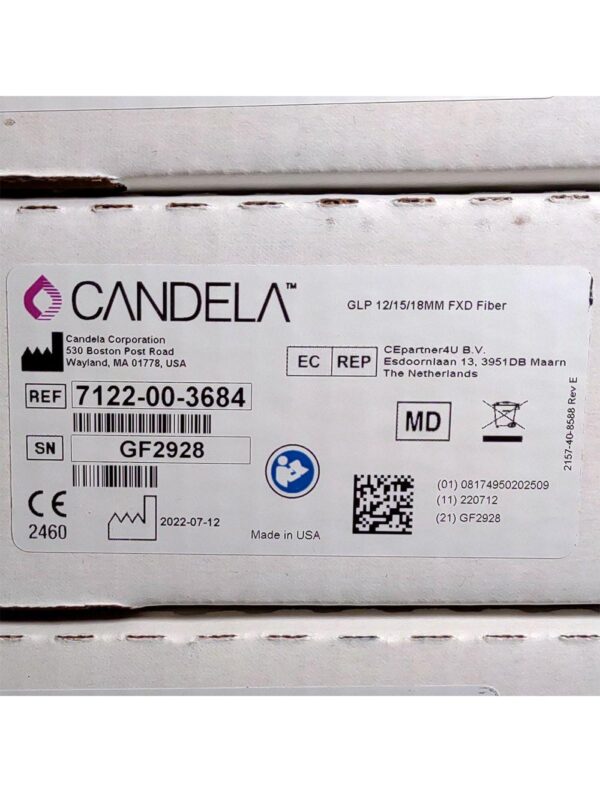 CANDELA™
GLP 12/15/18MM FXD Fiber
Candela Corporation
530 Boston Post Road
Wayland, MA 01778, USA
EC REP
CEpartner4U B.V.
Esdoornlaan 13, 3951DB Maarn
The Netherlands
REF 7122-00-3684
MD
SN GF2928
2157-40-8588 Rev E
CE
2460
2022-07-12
Made in USA
(01) 08174950202509
(11) 220712
(21) GF2928